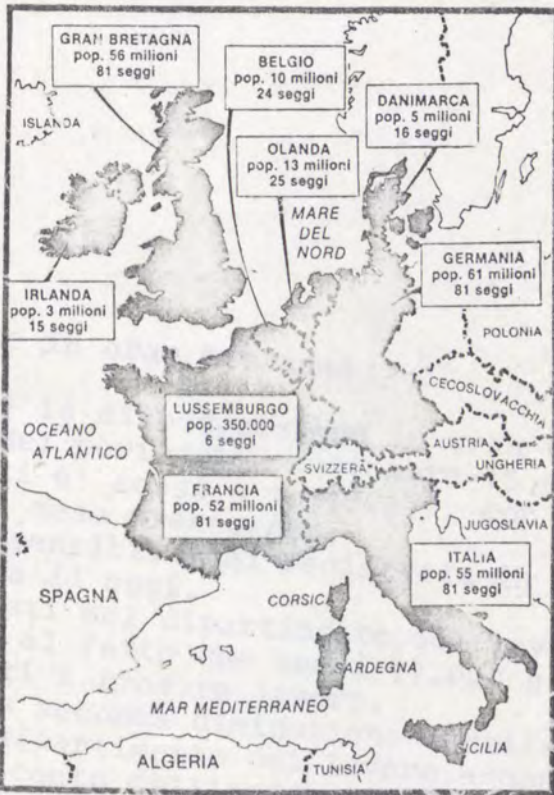 GRAN BRETAGNA
pop. 56 milioni
81 seggi
BELGIO
pop. 10 milioni
24 seggi
DANIMARCA
pop. 5 milioni
16 seggi
ISLANDA
OLANDA
pop. 13 milioni
25 seggi
MARE
DEL
NORD
GERMANIA
pop. 61 milioni
81 seggi
IRLANDA
pop. 3 milioni
15 seggi
POLONIA
CECOSLOVACCHIA
LUSSEMBURGO
pop. 350.000
6 seggi
OCEANO
ATLANTICO
AUSTRIA
SVIZZERA
UNGHERIA
FRANCIA
pop. 52 milioni
81 seggi
JUGOSLAVIA
ITALIA
pop. 55 milioni
81 seggi
SPAGNA
CORSICA
SARDEGNA
MAR MEDITERRANEO
SICILIA
ALGERIA
TUNISIA